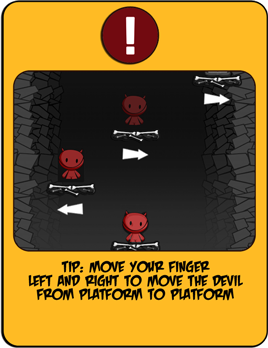 !
TIP: MOVE YOUR FINGER
LEFT AND RIGHT TO MOVE THE DEVIL
FROM PLATFORM TO PLATFORM